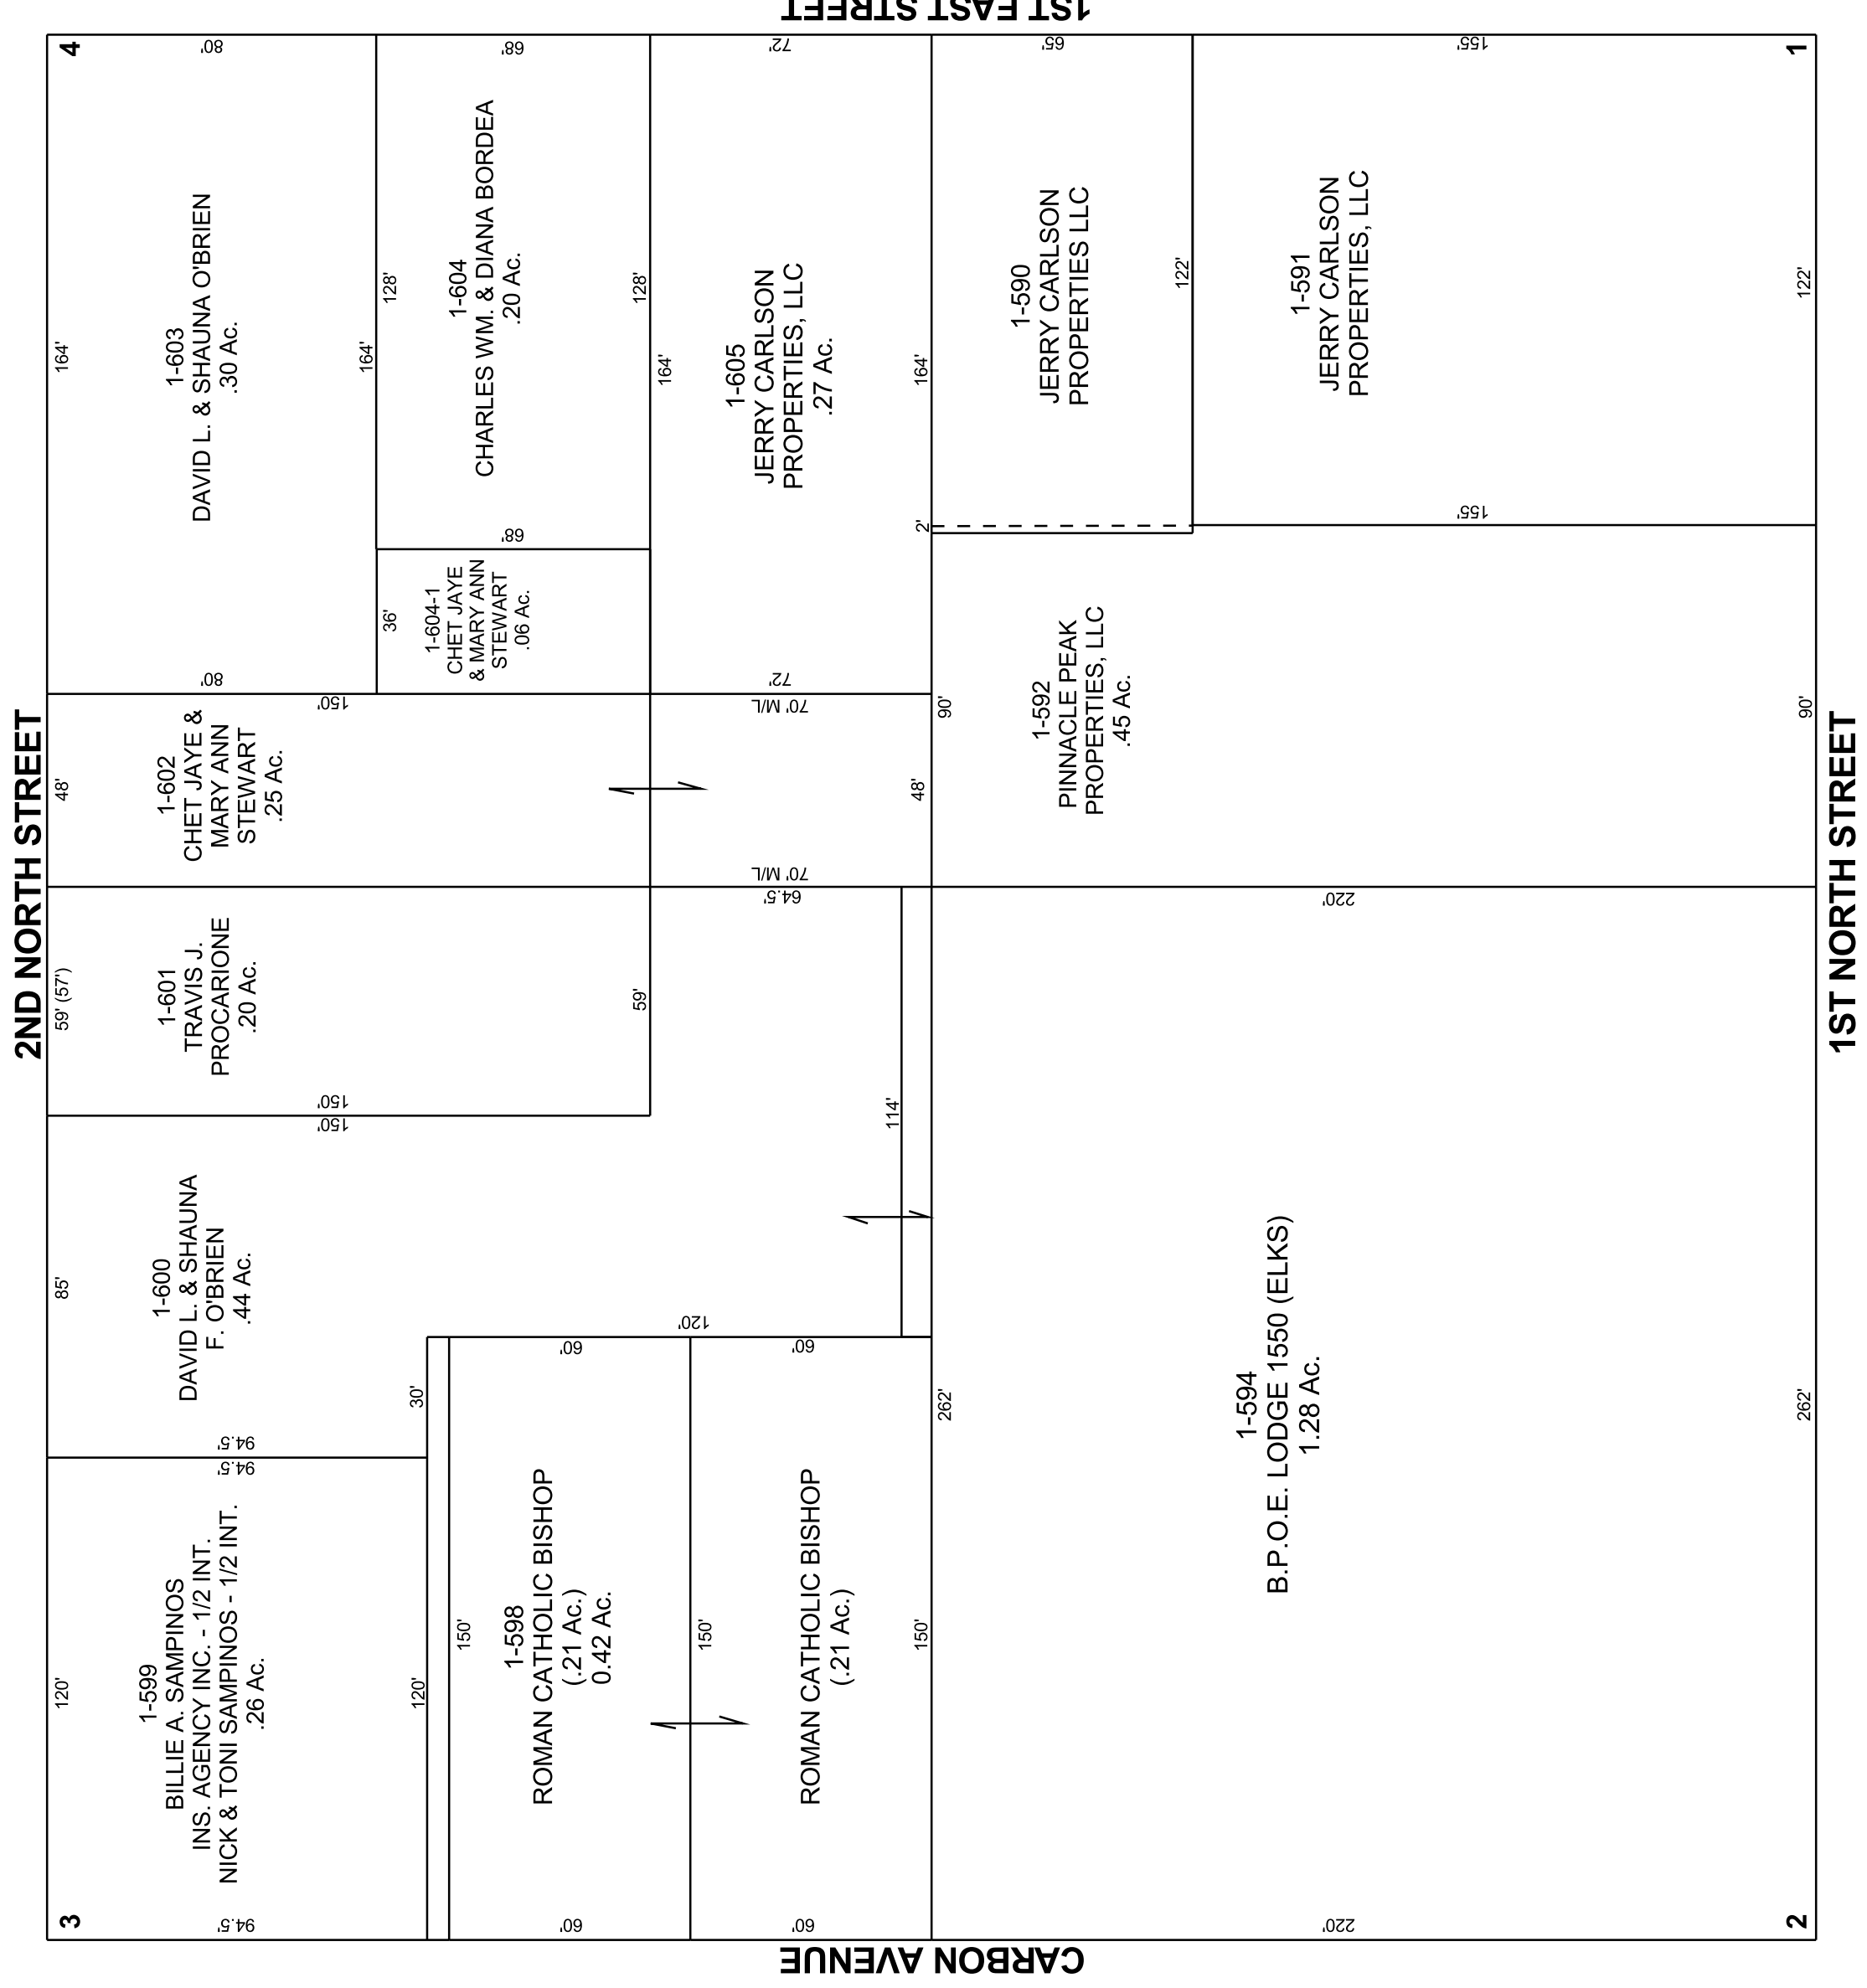 2ND NORTH STREET
1ST EAST STREET
CARBON AVENUE
1ST NORTH STREET
3
120'
85'
59' (57')
48'
164'
4
1-599
BILLIE A. SAMPINOS
INS. AGENCY INC. - 1/2 INT.
NICK & TONI SAMPINOS - 1/2 INT.
.26 Ac.
94.5'
94.5'
94.5'
120'
30'
1-600
DAVID L. & SHAUNA
F. O'BRIEN
.44 Ac.
150'
150'
120'
114'
64.5'
1-601
TRAVIS J.
PROCARIONE
.20 Ac.
59'
1-602
CHET JAYE &
MARY ANN
STEWART
.25 Ac.
150'
70' M/L
70' M/L
48'
1-603
DAVID L. & SHAUNA O'BRIEN
.30 Ac.
80'
80'
164'
128'
36'
1-604
CHARLES WM. & DIANA BORDEA
.20 Ac.
68'
68'
128'
1-604-1
CHET JAYE
& MARY ANN
STEWART
.06 Ac.
164'
1-605
JERRY CARLSON
PROPERTIES, LLC
.27 Ac.
72'
72'
164'
2'
150'
1-598
ROMAN CATHOLIC BISHOP
(.21 Ac.)
0.42 Ac.
60'
60'
150'
ROMAN CATHOLIC BISHOP
(.21 Ac.)
60'
60'
150'
262'
90'
1-590
JERRY CARLSON
PROPERTIES LLC
65'
122'
1-591
JERRY CARLSON
PROPERTIES, LLC
155'
155'
122'
1-592
PINNACLE PEAK
PROPERTIES, LLC
.45 Ac.
90'
1-594
B.P.O.E. LODGE 1550 (ELKS)
1.28 Ac.
220'
220'
262'
2
1